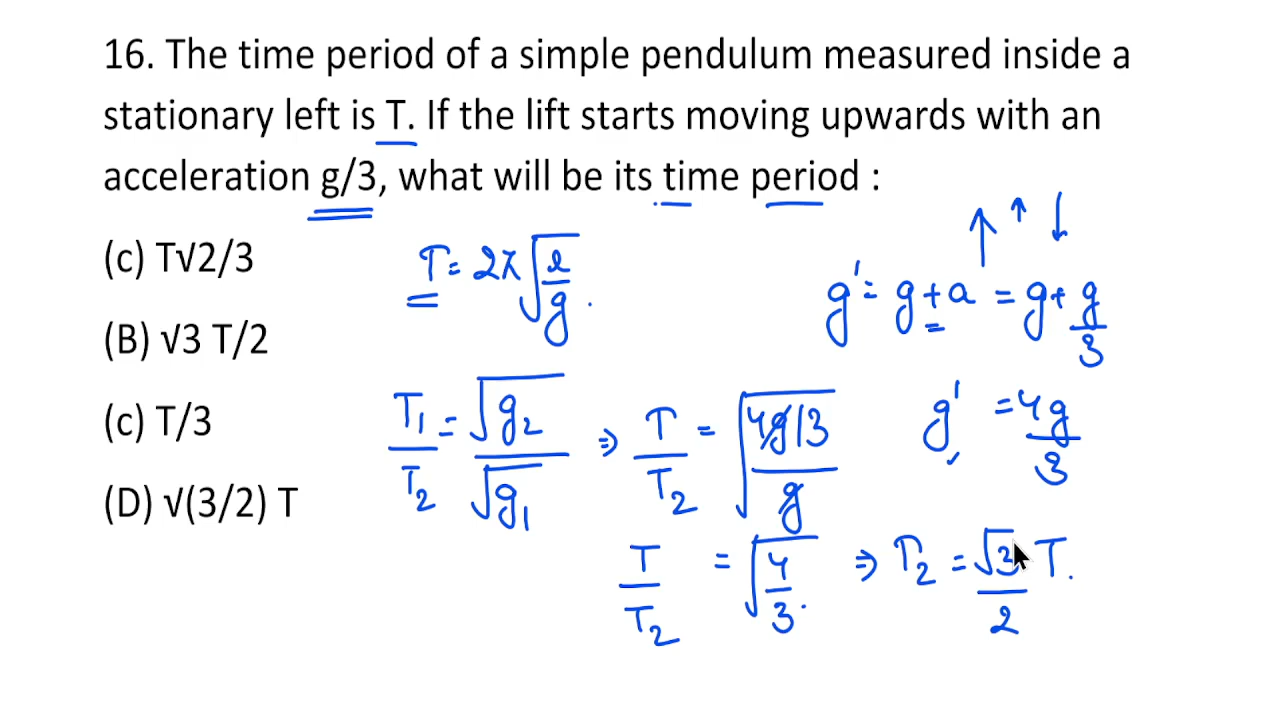 16. The time period of a simple pendulum measured inside a
stationary left is T. If the lift starts moving upwards with an
acceleration g/3, what will be its time period :
(c) T√2/3
(B) √3 T/2
(c) T/3
(D) √(3/2) T
T = 2π√(l/g).
g' = g + a = g + g/3
g' = 4g/3
T₁/T₂ = √g₂/√g₁ ⇒ T/T₂ = √((4g/3)/g)
T/T₂ = √(4/3). ⇒ T₂ = √3/2 T.